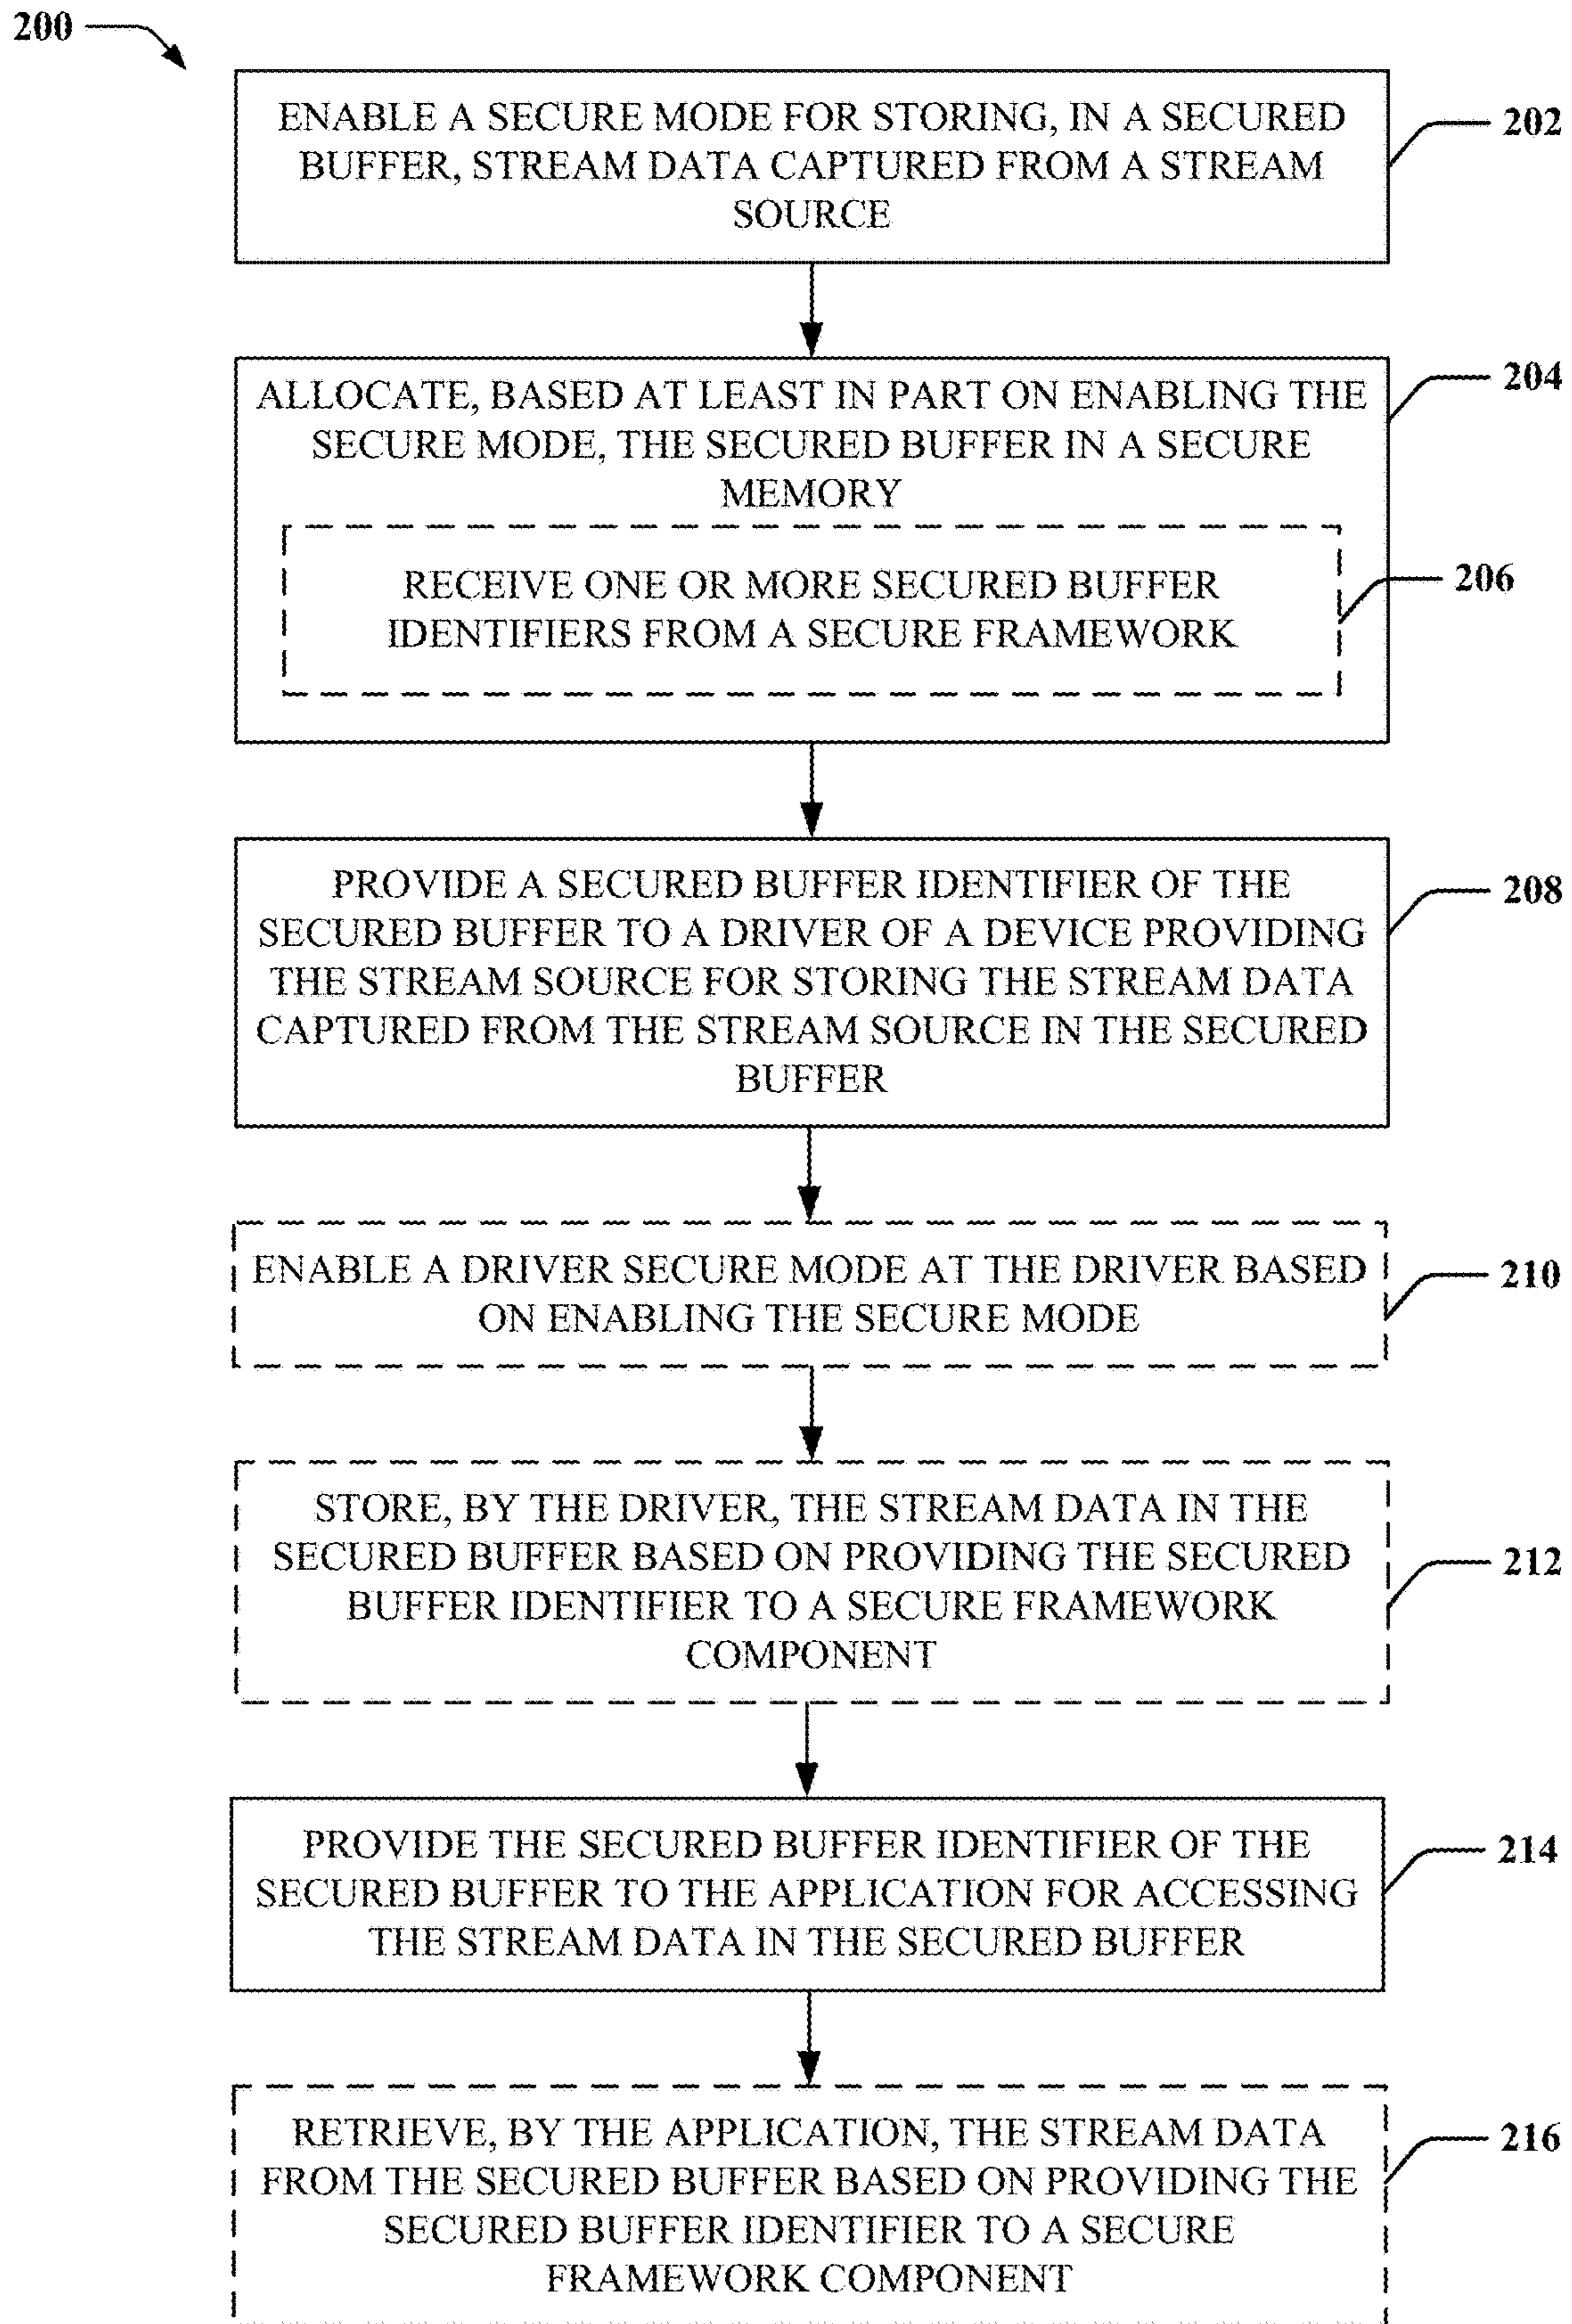 200
ENABLE A SECURE MODE FOR STORING, IN A SECURED
BUFFER, STREAM DATA CAPTURED FROM A STREAM
SOURCE
202
ALLOCATE, BASED AT LEAST IN PART ON ENABLING THE
SECURE MODE, THE SECURED BUFFER IN A SECURE
MEMORY
204
RECEIVE ONE OR MORE SECURED BUFFER
IDENTIFIERS FROM A SECURE FRAMEWORK
206
PROVIDE A SECURED BUFFER IDENTIFIER OF THE
SECURED BUFFER TO A DRIVER OF A DEVICE PROVIDING
THE STREAM SOURCE FOR STORING THE STREAM DATA
CAPTURED FROM THE STREAM SOURCE IN THE SECURED
BUFFER
208
ENABLE A DRIVER SECURE MODE AT THE DRIVER BASED
ON ENABLING THE SECURE MODE
210
STORE, BY THE DRIVER, THE STREAM DATA IN THE
SECURED BUFFER BASED ON PROVIDING THE SECURED
BUFFER IDENTIFIER TO A SECURE FRAMEWORK
COMPONENT
212
PROVIDE THE SECURED BUFFER IDENTIFIER OF THE
SECURED BUFFER TO THE APPLICATION FOR ACCESSING
THE STREAM DATA IN THE SECURED BUFFER
214
RETRIEVE, BY THE APPLICATION, THE STREAM DATA
FROM THE SECURED BUFFER BASED ON PROVIDING THE
SECURED BUFFER IDENTIFIER TO A SECURE
FRAMEWORK COMPONENT
216